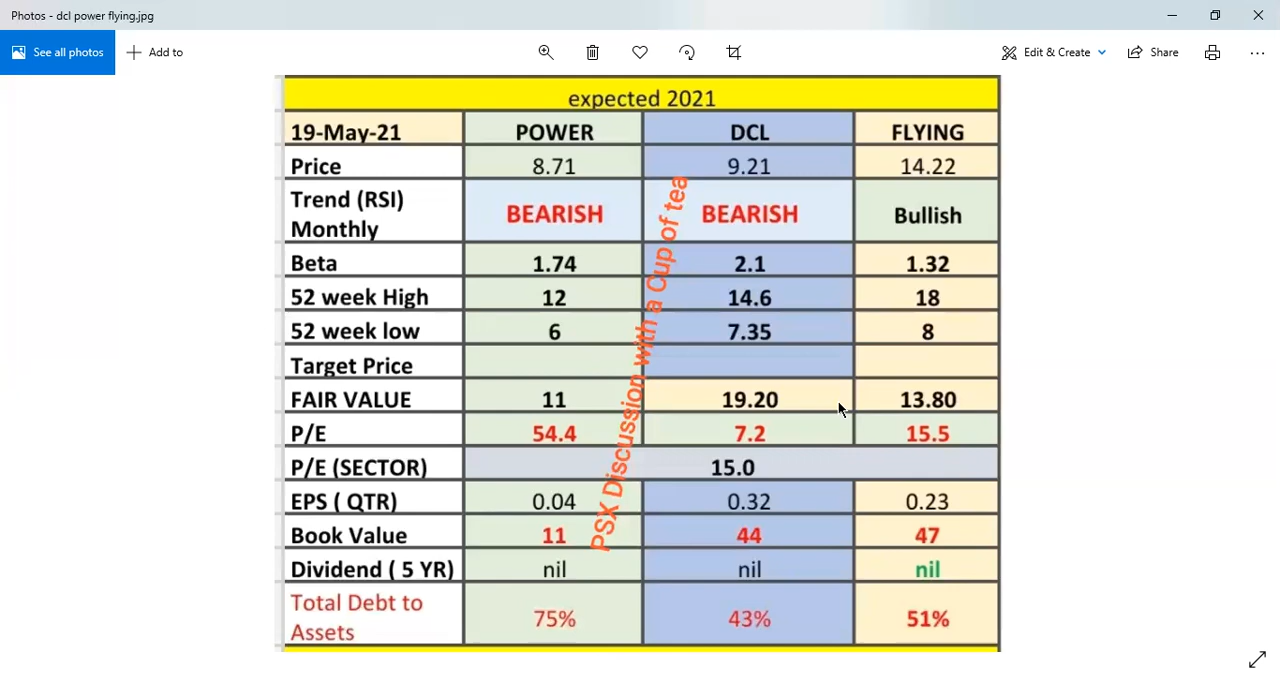 Photos - dcl power flying.jpg
See all photos
Add to
Edit & Create
Share
expected 2021
19-May-21 POWER DCL FLYING
Price 8.71 9.21 14.22
Trend (RSI)
Monthly BEARISH BEARISH Bullish
Beta 1.74 2.1 1.32
52 week High 12 14.6 18
52 week low 6 7.35 8
Target Price
FAIR VALUE 11 19.20 13.80
P/E 54.4 7.2 15.5
P/E (SECTOR) 15.0
EPS ( QTR) 0.04 0.32 0.23
Book Value 11 44 47
Dividend ( 5 YR) nil nil nil
Total Debt to
Assets 75% 43% 51%
PSX Discussion with a Cup of tea